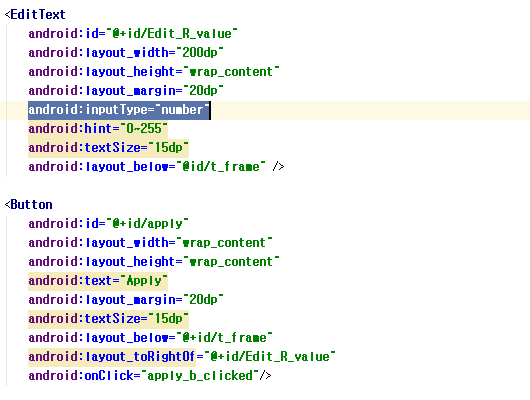 <EditText
android:id="@+id/Edit_R_value"
android:layout_width="200dp"
android:layout_height="wrap_content"
android:layout_margin="20dp"
android:inputType="number"
android:hint="0~255"
android:textSize="15dp"
android:layout_below="@id/t_frame" />
<Button
android:id="@+id/apply"
android:layout_width="wrap_content"
android:layout_height="wrap_content"
android:text="Apply"
android:layout_margin="20dp"
android:textSize="15dp"
android:layout_below="@+id/t_frame"
android:layout_toRightOf="@+id/Edit_R_value"
android:onClick="apply_b_clicked"/>